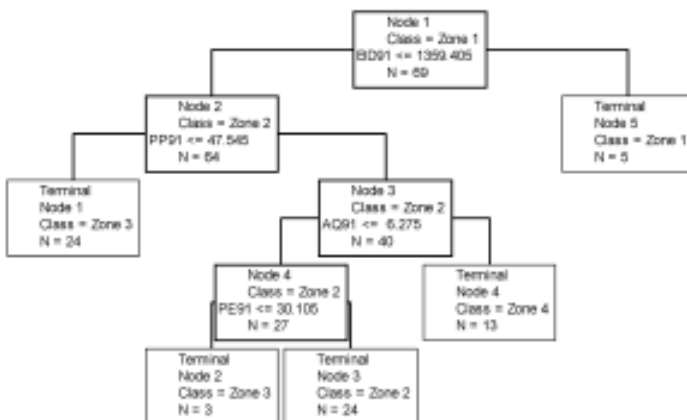 Node 1
Class = Zone 1
BD91 <= 1359.405
N = 69
Node 2
Class = Zone 2
PP91 <= 47.545
N = 64
Terminal
Node 5
Class = Zone 1
N = 5
Terminal
Node 1
Class = Zone 3
N = 24
Node 3
Class = Zone 2
AQ91 <= 6.275
N = 40
Node 4
Class = Zone 2
PE91 <= 30.105
N = 27
Terminal
Node 4
Class = Zone 4
N = 13
Terminal
Node 2
Class = Zone 3
N = 3
Terminal
Node 3
Class = Zone 2
N = 24